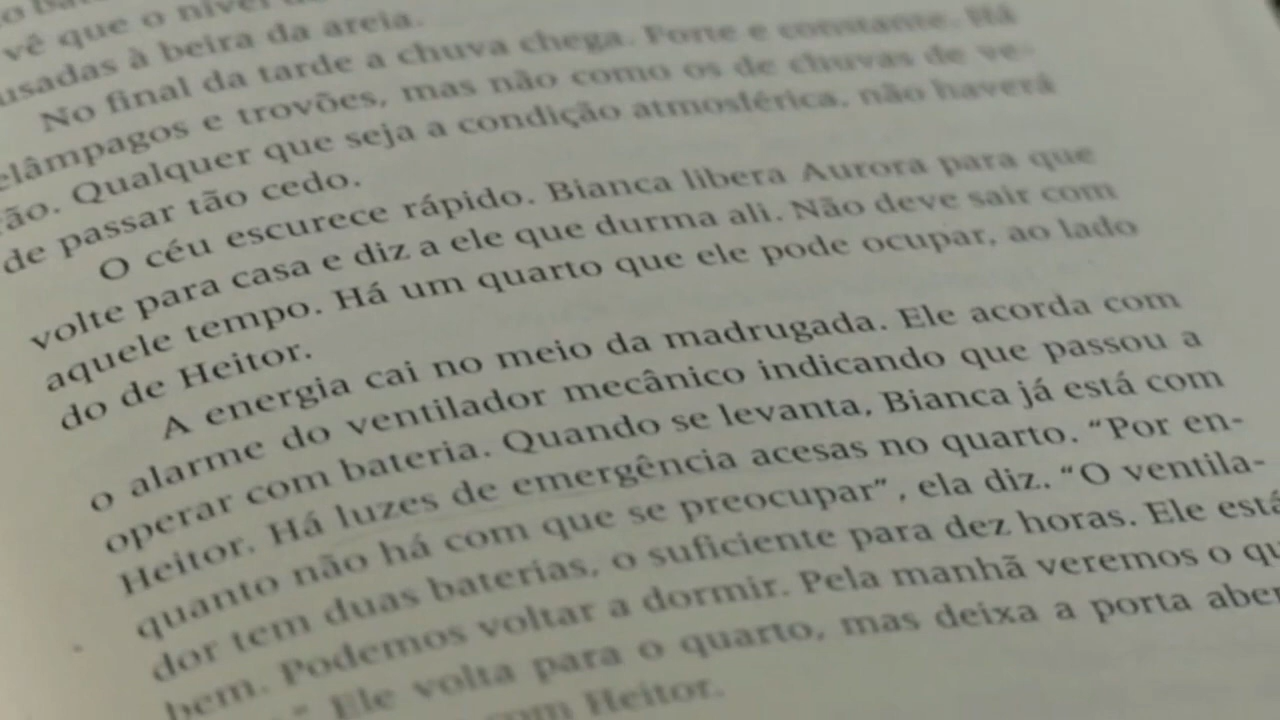 vê que o nível
usadas à beira da areia.
No final da tarde a chuva chega. Forte e constante. Há
elâmpagos e trovões, mas não como os de chuvas de ve-
rão. Qualquer que seja a condição atmosférica, não haverá
de passar tão cedo.
O céu escurece rápido. Bianca libera Aurora para que
volte para casa e diz a ele que durma ali. Não deve sair com
aquele tempo. Há um quarto que ele pode ocupar, ao lado
do de Heitor.
A energia cai no meio da madrugada. Ele acorda com
o alarme do ventilador mecânico indicando que passou a
operar com bateria. Quando se levanta, Bianca já está com
Heitor. Há luzes de emergência acesas no quarto. “Por en-
quanto não há com que se preocupar” , ela diz. “O ventila-
dor tem duas baterias, o suficiente para dez horas. Ele está
bem. Podemos voltar a dormir. Pela manhã veremos o qu
” Ele volta para o quarto, mas deixa a porta aber
com Heitor.